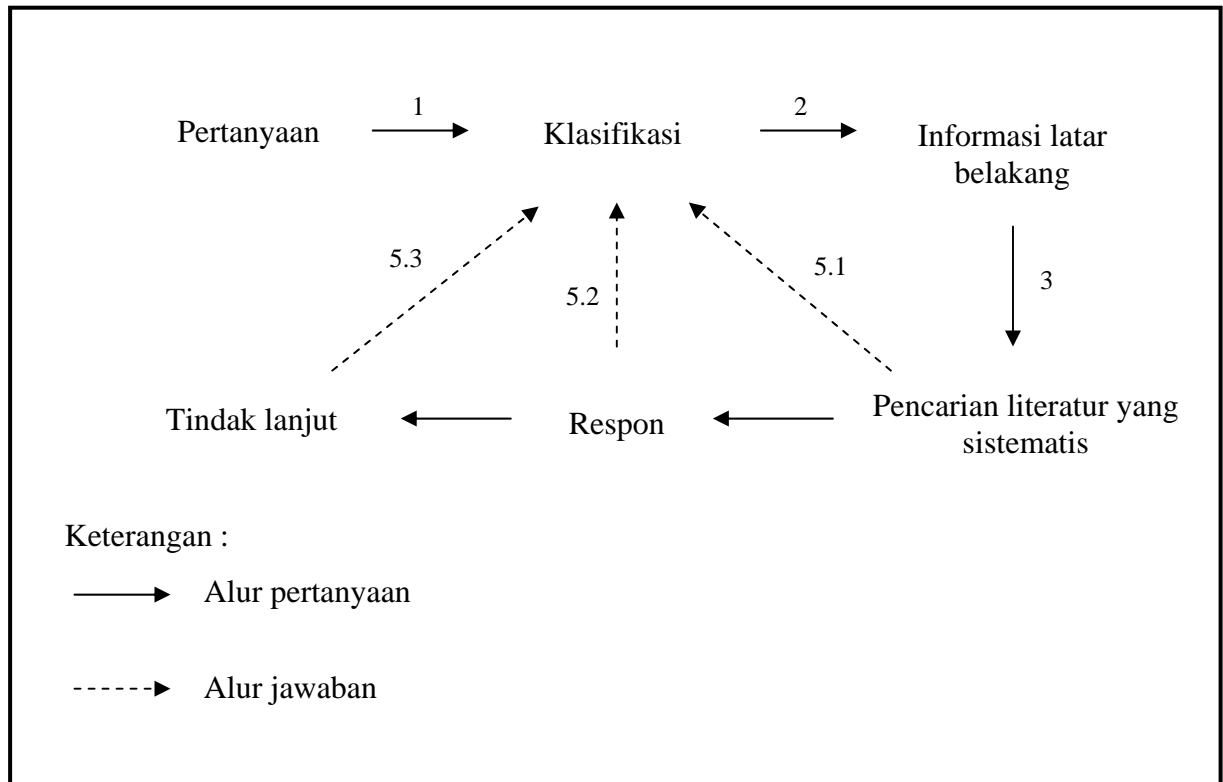 1
2
Pertanyaan
Klasifikasi
Informasi latar
belakang
5.3
5.2
5.1
3
Tindak lanjut
Respon
Pencarian literatur yang
sistematis
Keterangan :
Alur pertanyaan
Alur jawaban